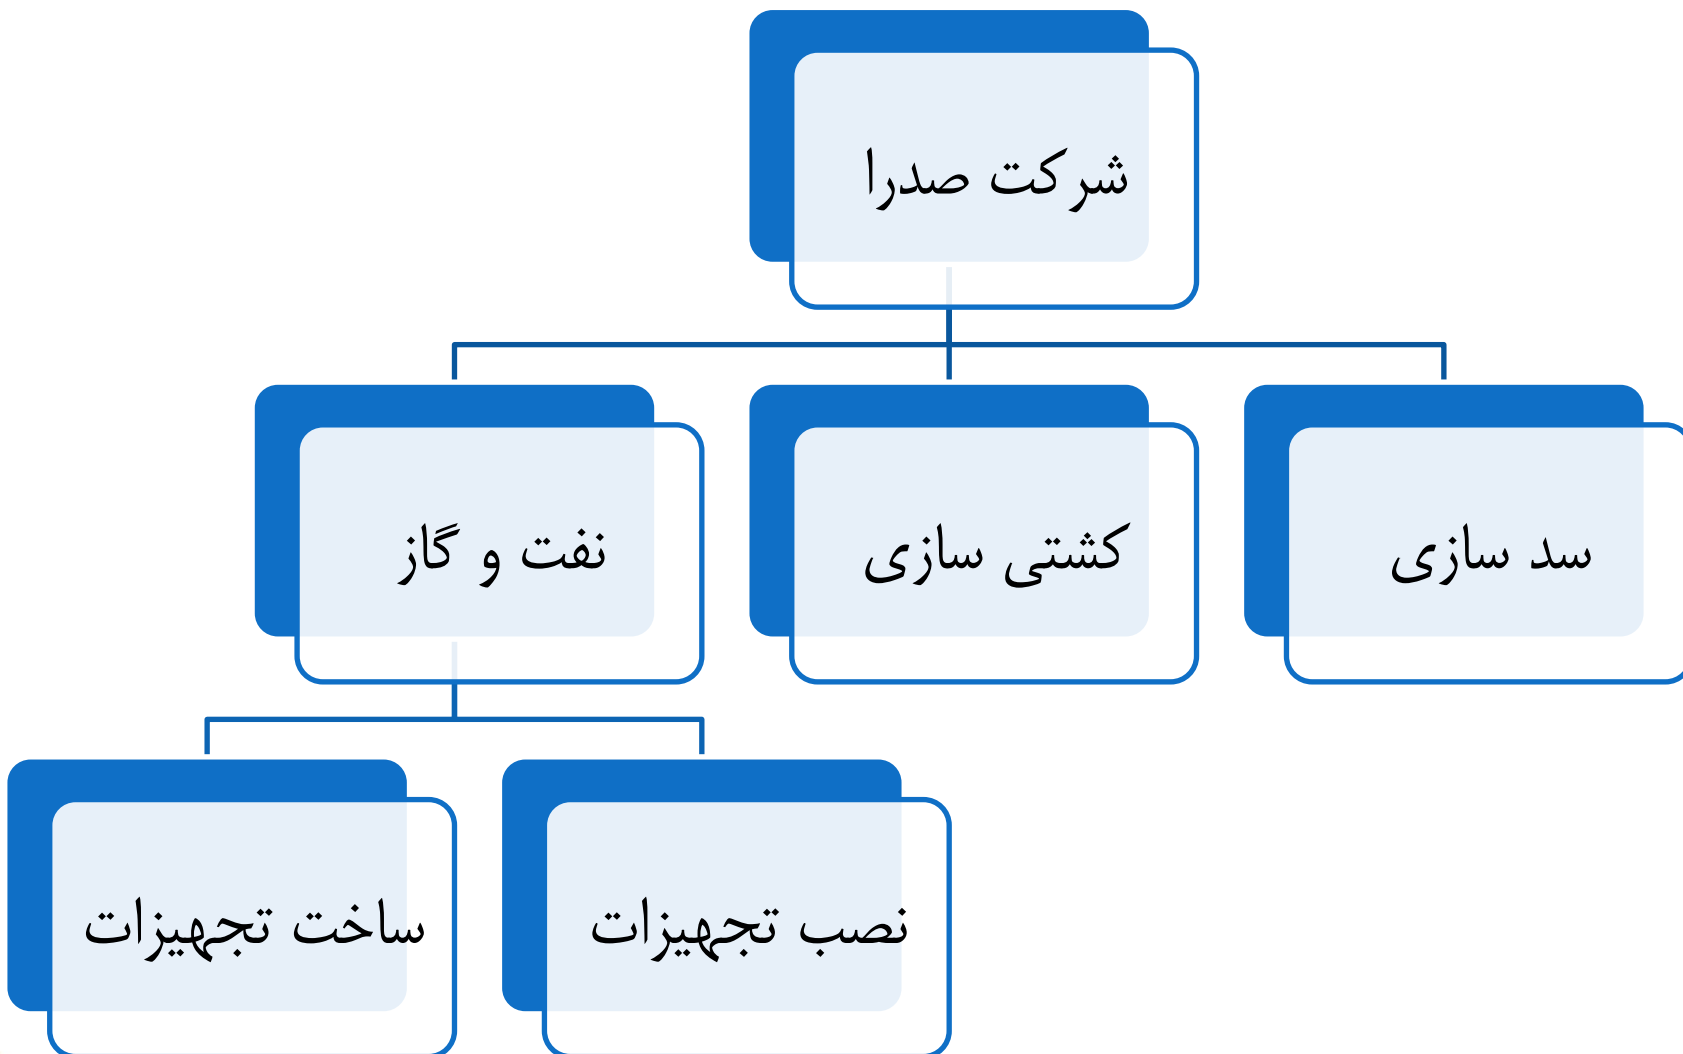 شرکت صدرا
سد سازی
کشتی سازی
نفت و گاز
نصب تجهیزات
ساخت تجهیزات